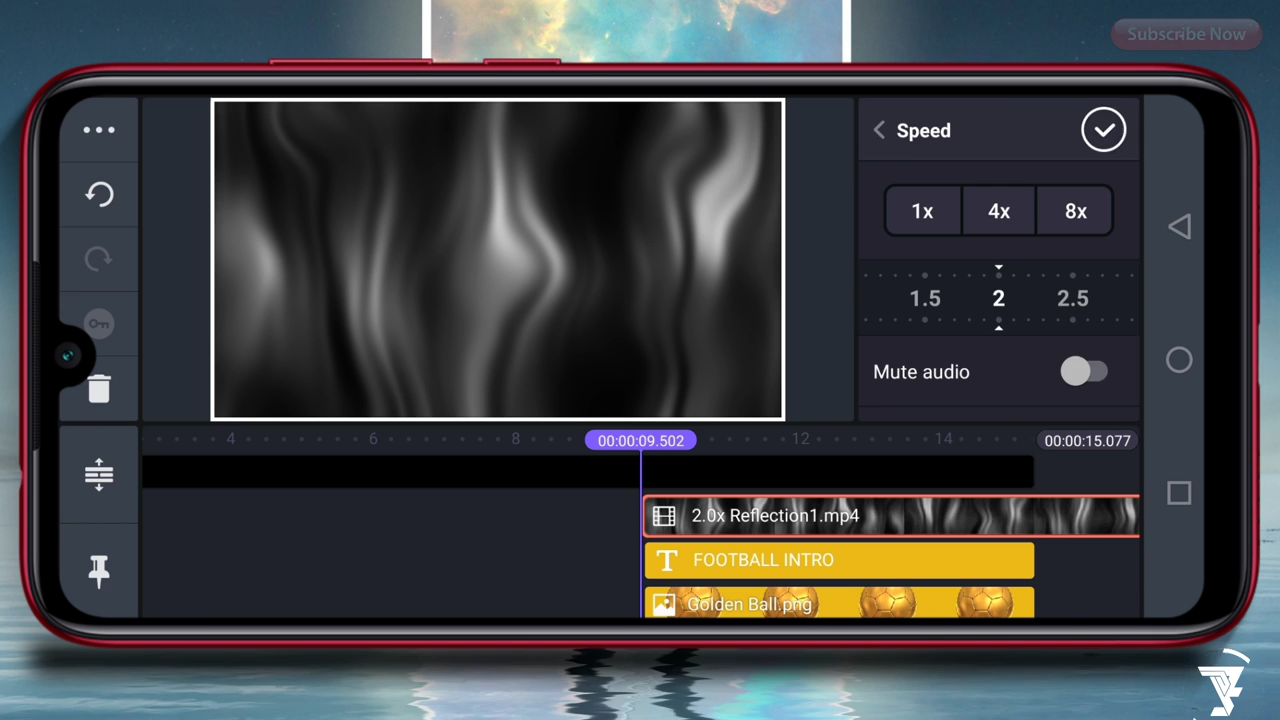 Subscribe Now
Speed
1x 4x 8x
1.5 2 2.5
Mute audio
4 6 8 00:00:09.502 12 14 00:00:15.077
2.0x Reflection1.mp4
T FOOTBALL INTRO
Golden Ball.png